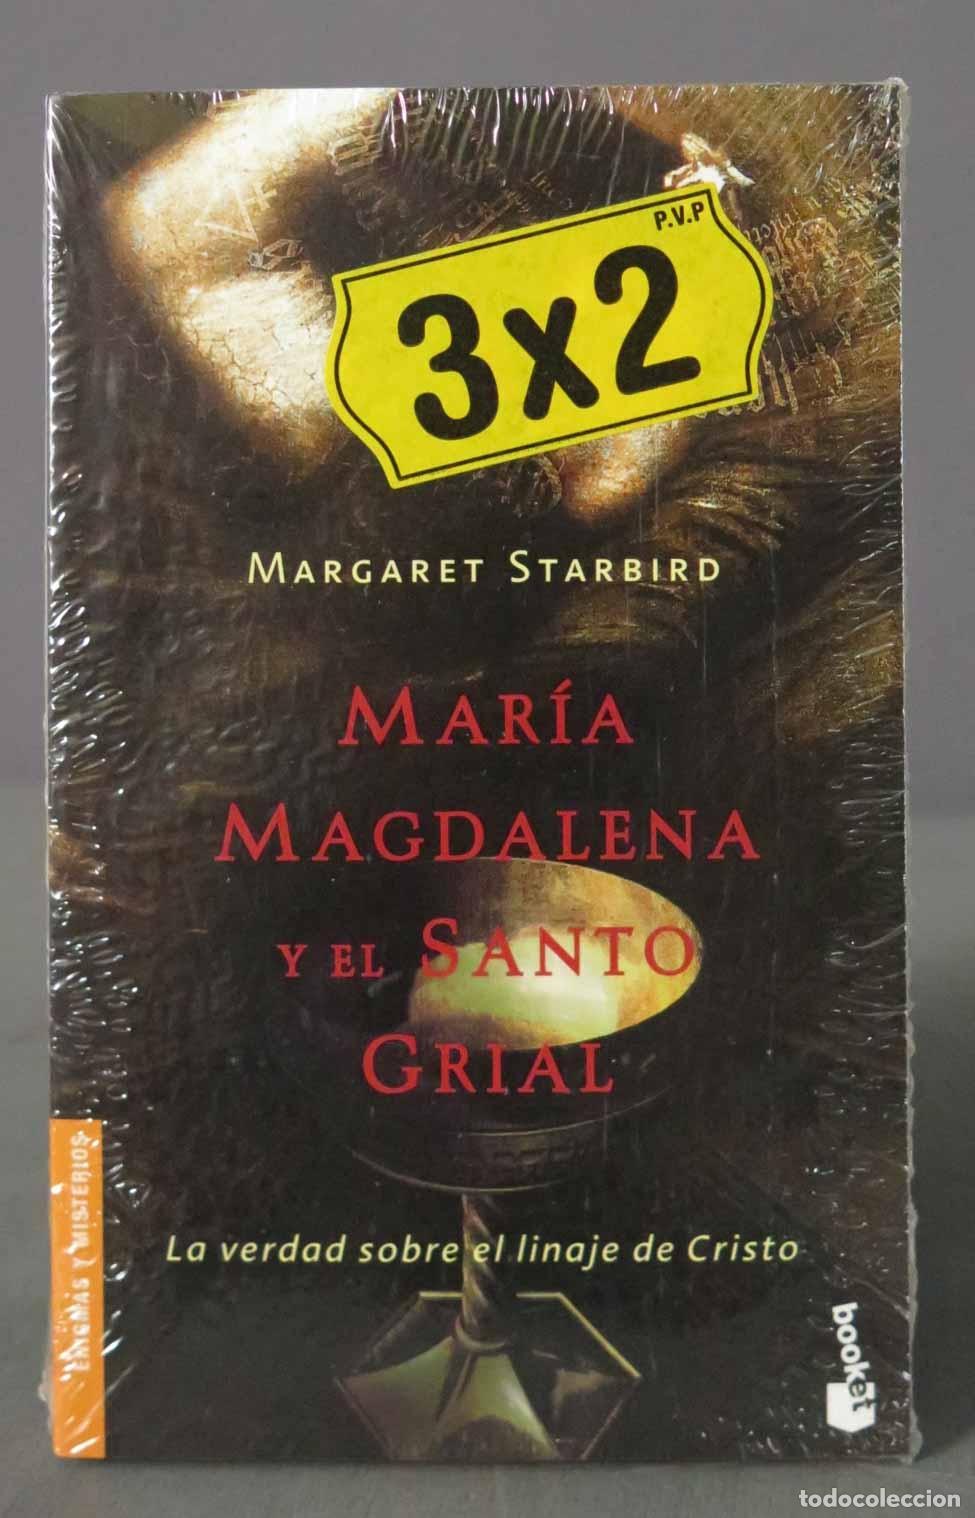 P.V.P
3x2
MARGARET STARBIRD
MARÍA
MAGDALENA
Y EL SANTO
GRIAL
La verdad sobre el linaje de Cristo
ENIGMAS Y MISTERIOS
booket
todocoleccion